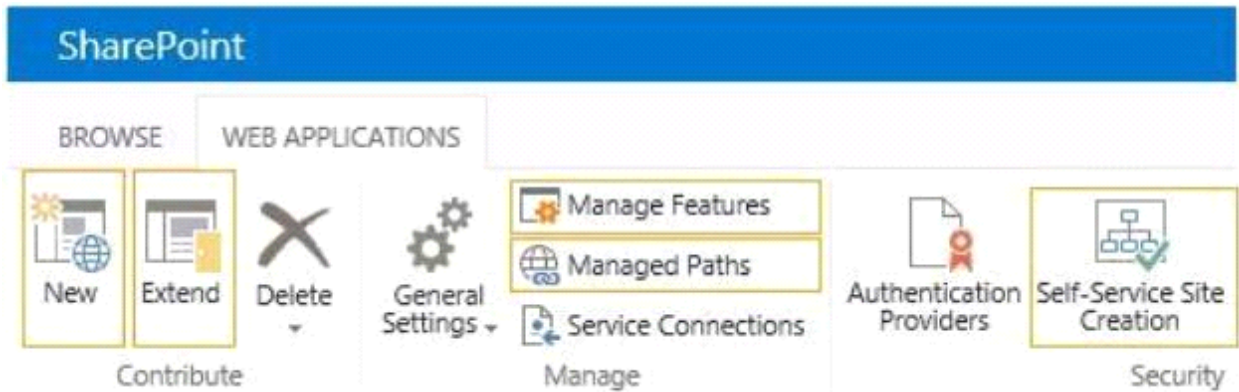 SharePoint
BROWSE WEB APPLICATIONS
New
Extend
Delete
General
Settings
Manage Features
Managed Paths
Service Connections
Authentication
Providers
Self-Service Site
Creation
Contribute
Manage
Security